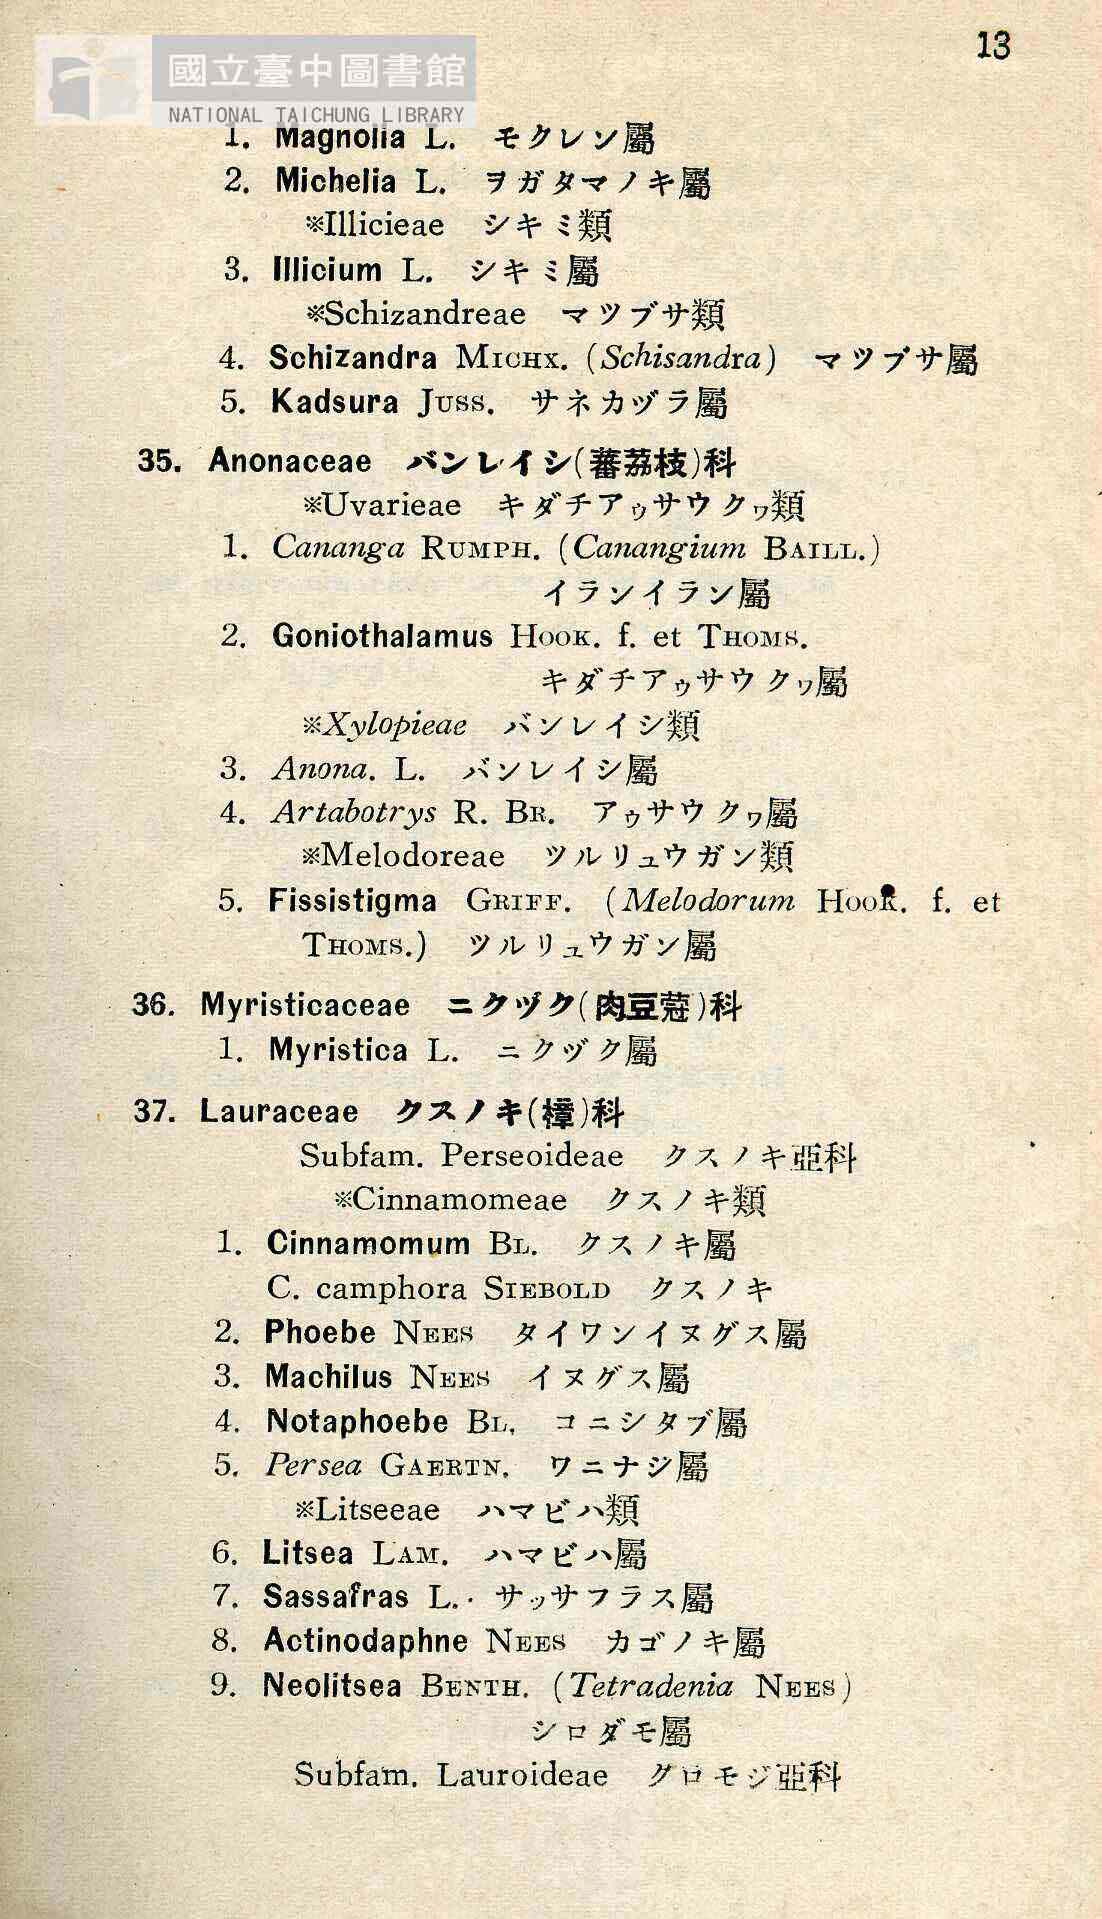 國立臺中圖書館
NATIONAL TAICHUNG LIBRARY
13
1. Magnolia L. モクレン屬
2. Michelia L. ヲガタマノキ屬
※Illicieae シキミ類
3. Illicium L. シキミ屬
※Schizandreae マツブサ類
4. Schizandra MICHX. (Schisandra) マツブサ屬
5. Kadsura JUSS. サネカヅラ屬
35. Anonaceae バンレイシ(蕃茘枝)科
※Uvarieae キダチアゥサウクヮ類
1. Cananga RUMPH. (Canangium BAILL.)
イランイラン屬
2. Goniothalamus HOOK. f. et THOMS.
キダチアゥサウクヮ屬
※Xylopieae バンレイシ類
3. Anona. L. バンレイシ屬
4. Artabotrys R. BR. アゥサウクヮ屬
※Melodoreae ツルリュウガン類
5. Fissistigma GRIFF. (Melodorum HOOK. f. et
THOMS.) ツルリュウガン屬
36. Myristicaceae ニクヅク(肉豆蔲)科
1. Myristica L. ニクヅク屬
37. Lauraceae クスノキ(樟)科
Subfam. Perseoideae クスノキ亞科
※Cinnamomeae クスノキ類
1. Cinnamomum BL. クスノキ屬
C. camphora SIEBOLD クスノキ
2. Phoebe NEES タイワンイヌグス屬
3. Machilus NEES イヌグス屬
4. Notaphoebe BL. コニシタブ屬
5. Persea GAERTN. ワニナシ屬
※Litseeae ハマビハ類
6. Litsea LAM. ハマビハ屬
7. Sassafras L. サッサフラス屬
8. Actinodaphne NEES カゴノキ屬
9. Neolitsea BENTH. (Tetradenia NEES)
シロダモ屬
Subfam. Lauroideae クロモジ亞科